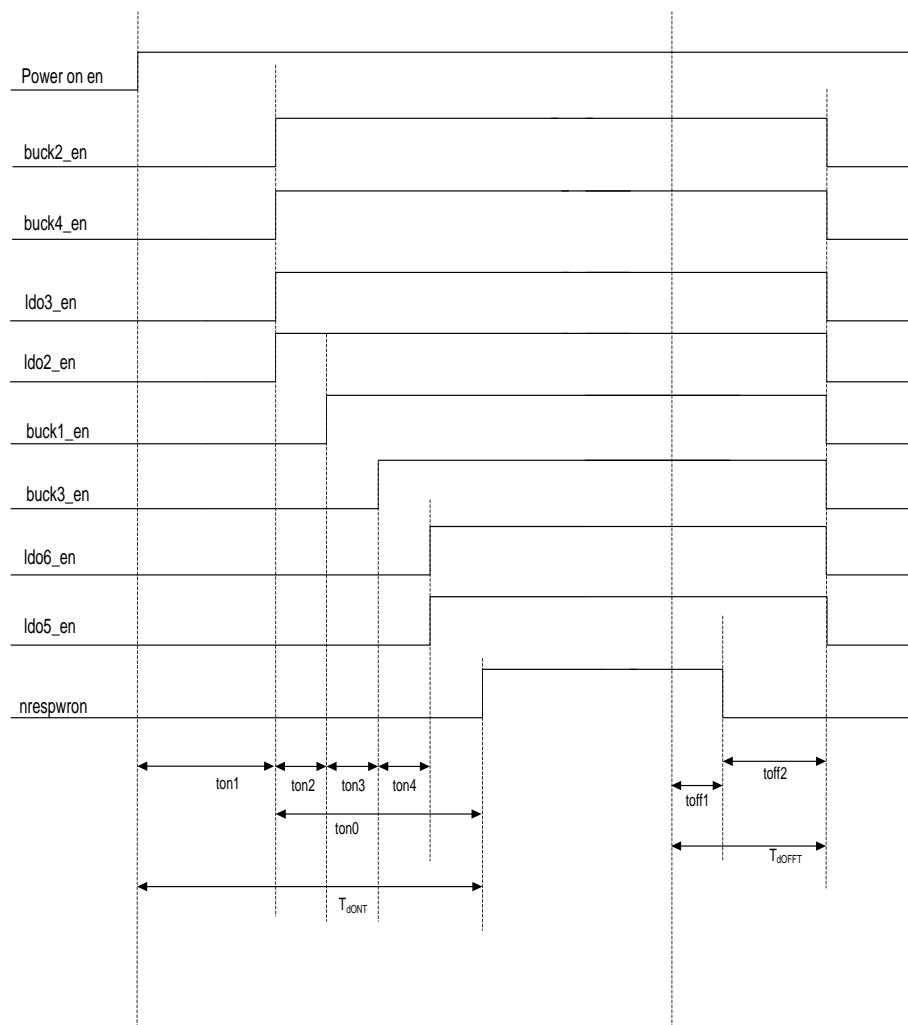 Power on en
buck2_en
buck4_en
ldo3_en
ldo2_en
buck1_en
buck3_en
ldo6_en
ldo5_en
nrespwron
ton1 ton2 ton3 ton4 toff1 toff2
ton0
TdOFFT
TdONT